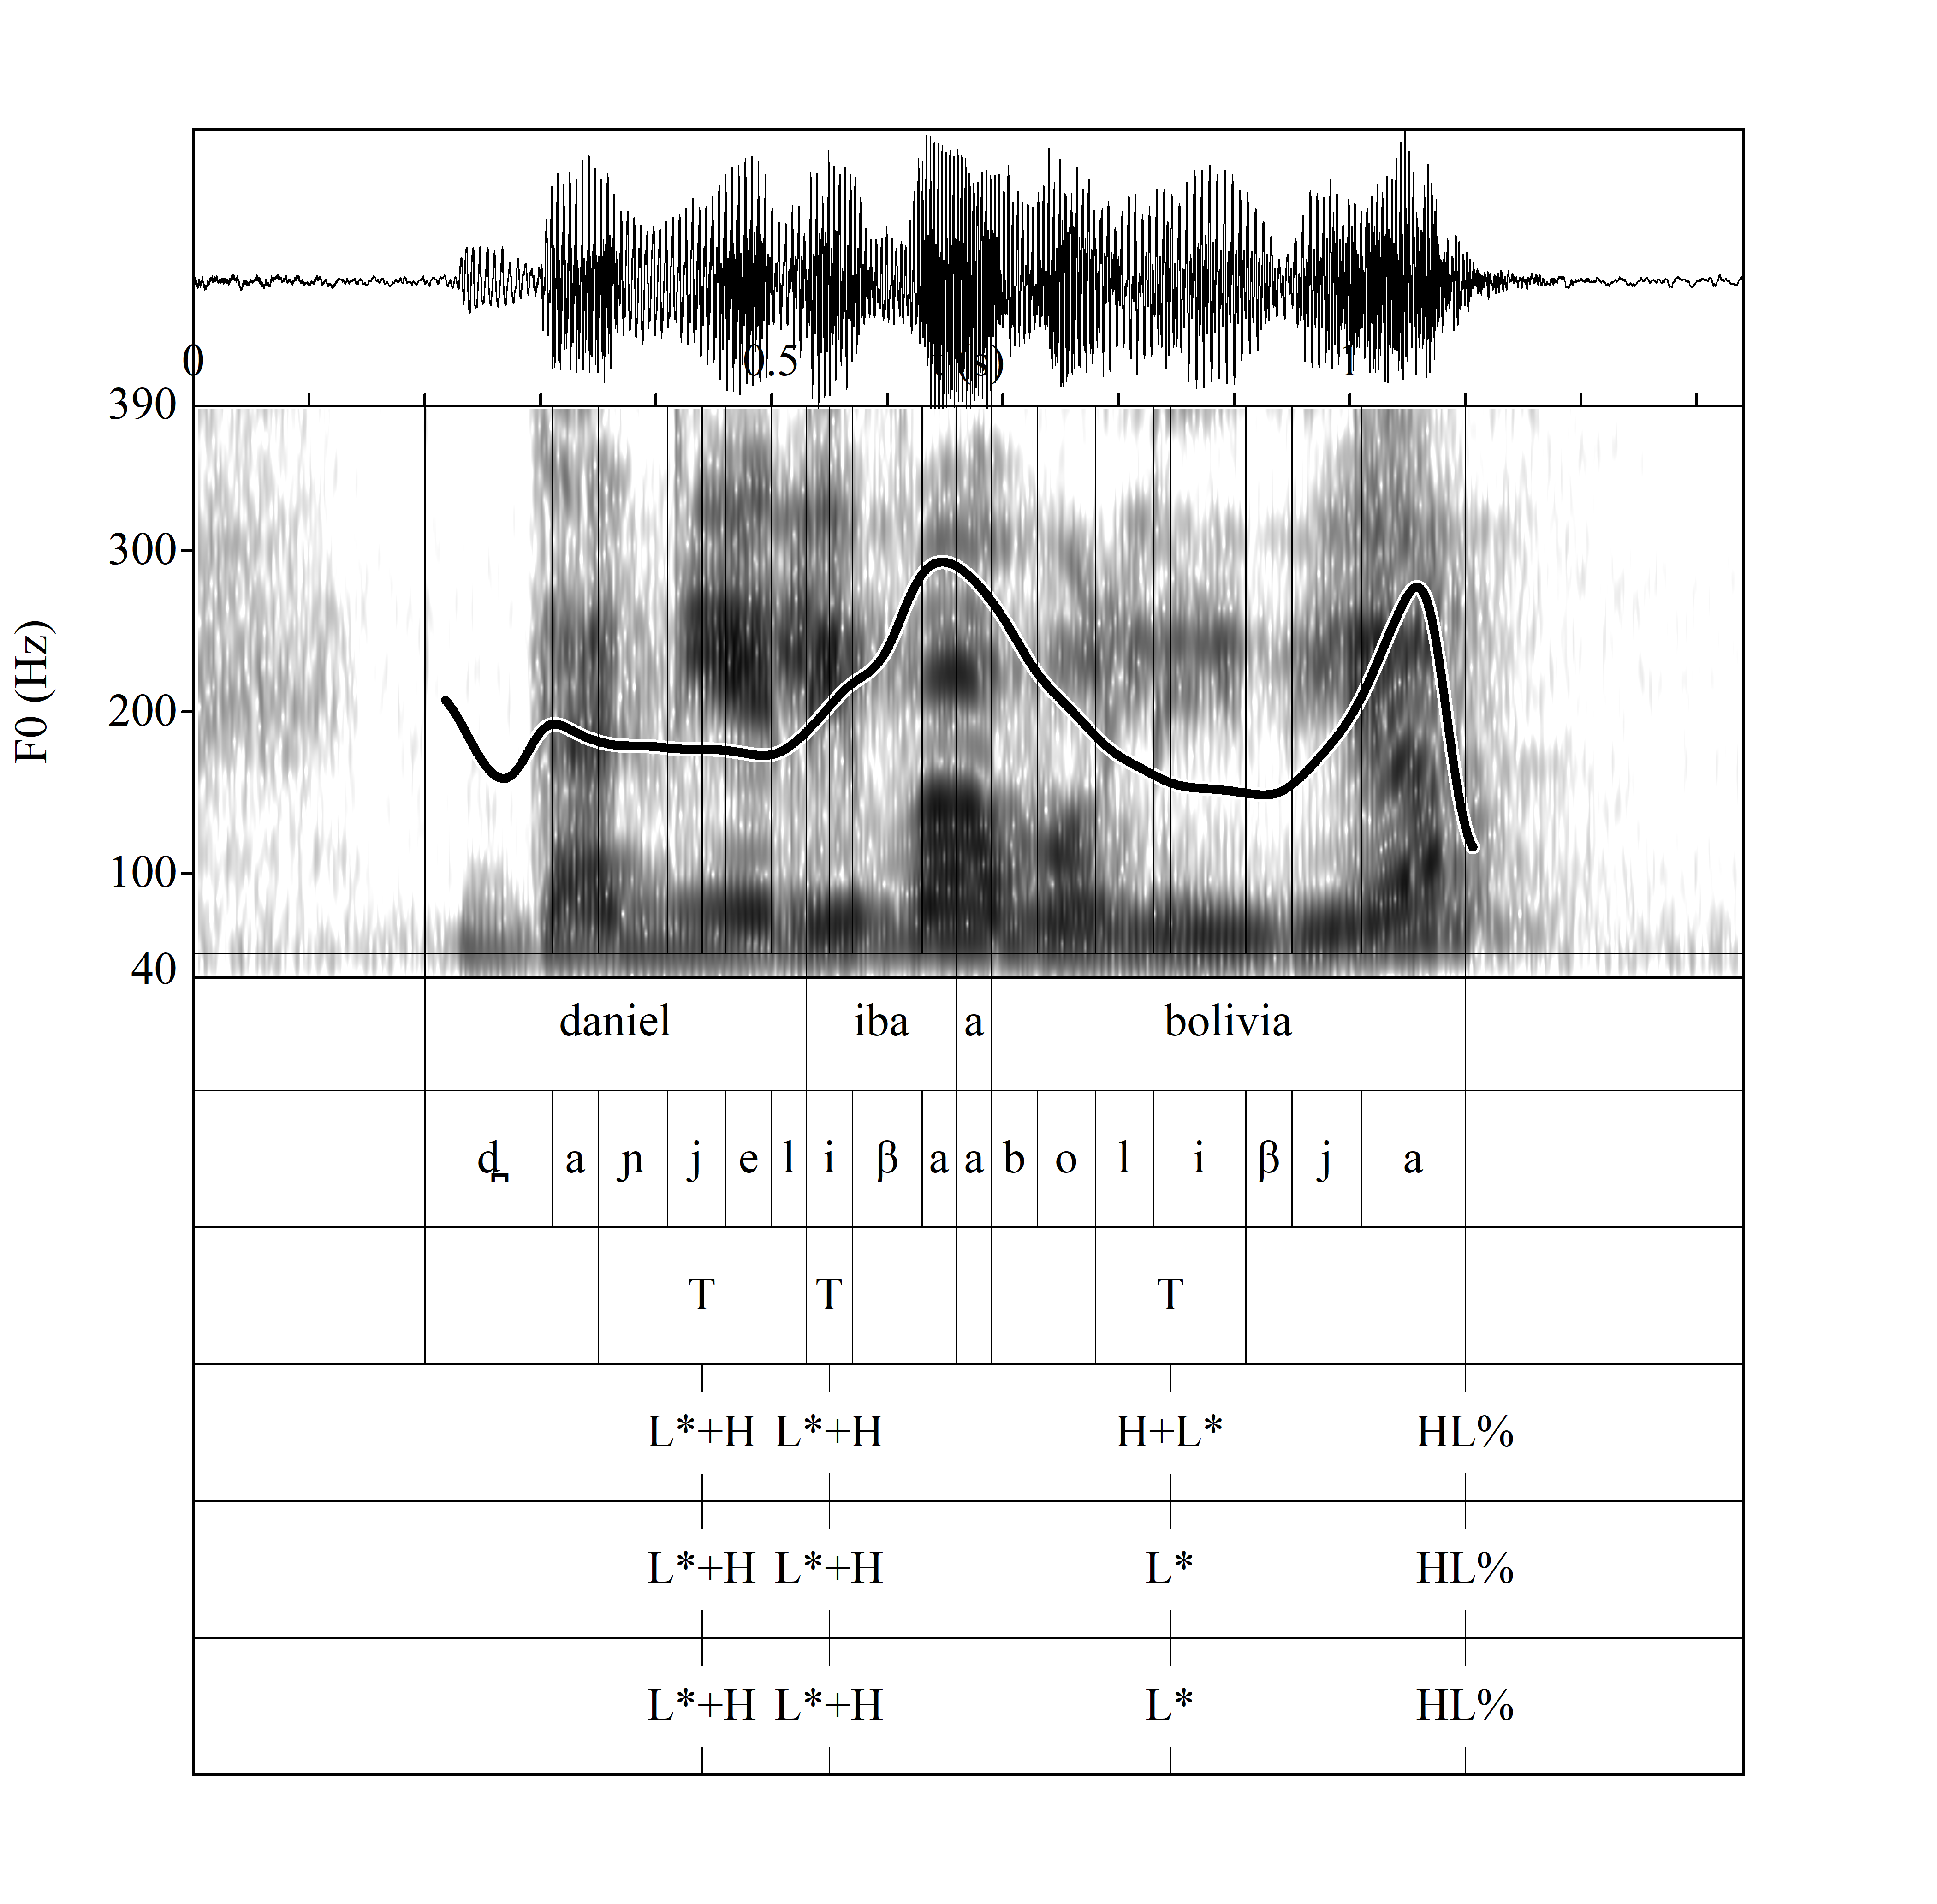 0 0.5 t (s) 1
390
300
200
100
40
F0 (Hz)
daniel iba a bolivia
d̪ a ɲ j e l i β a a b o l i β j a
T T T
L*+H L*+H H+L* HL%
L*+H L*+H L* HL%
L*+H L*+H L* HL%